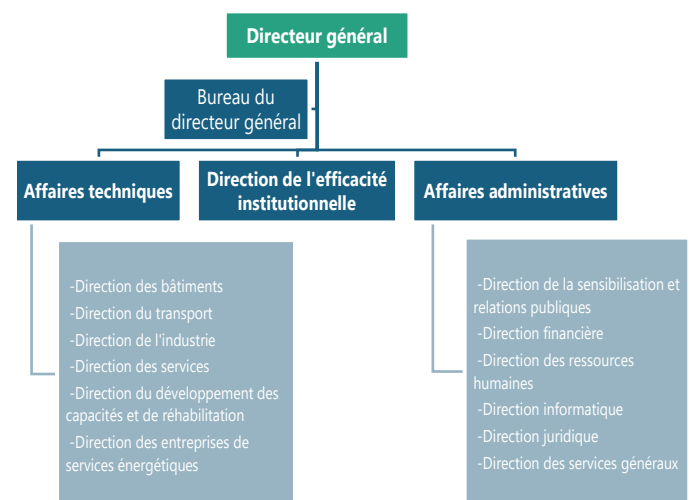 Directeur général
Bureau du
directeur général
Affaires techniques
Direction de l'efficacité
institutionnelle
Affaires administratives
-Direction des bâtiments
-Direction du transport
-Direction de l'industrie
-Direction des services
-Direction du développement des
capacités et de réhabilitation
-Direction des entreprises de
services énergétiques
-Direction de la sensibilisation et
relations publiques
-Direction financière
-Direction des ressources
humaines
-Direction informatique
-Direction juridique
-Direction des services généraux